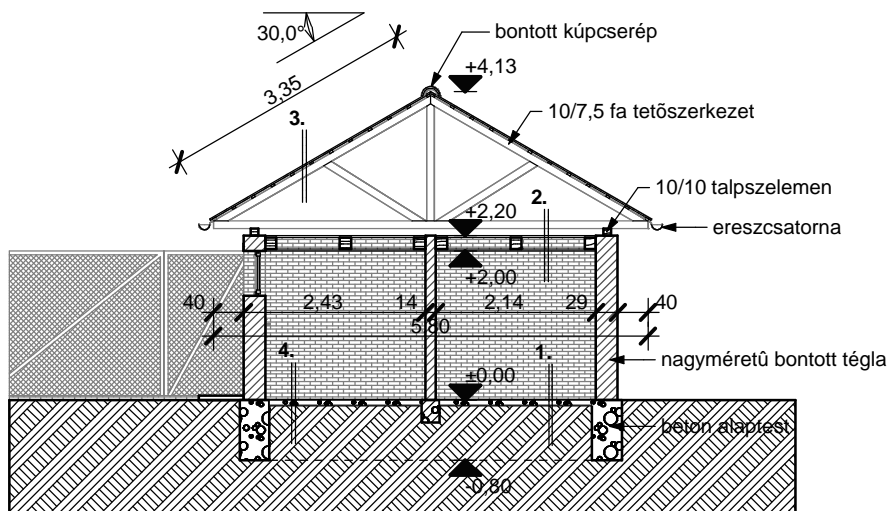 30,0°
bontott kúpcserép
+4,13
3,35
10/7,5 fa tetõszerkezet
3.
2.
10/10 talpszelemen
+2,20
ereszcsatorna
+2,00
40 2,43 14 2,14 29 40
5,80
4.
1.
nagyméretû bontott tégla
±0,00
beton alaptest
-0,80